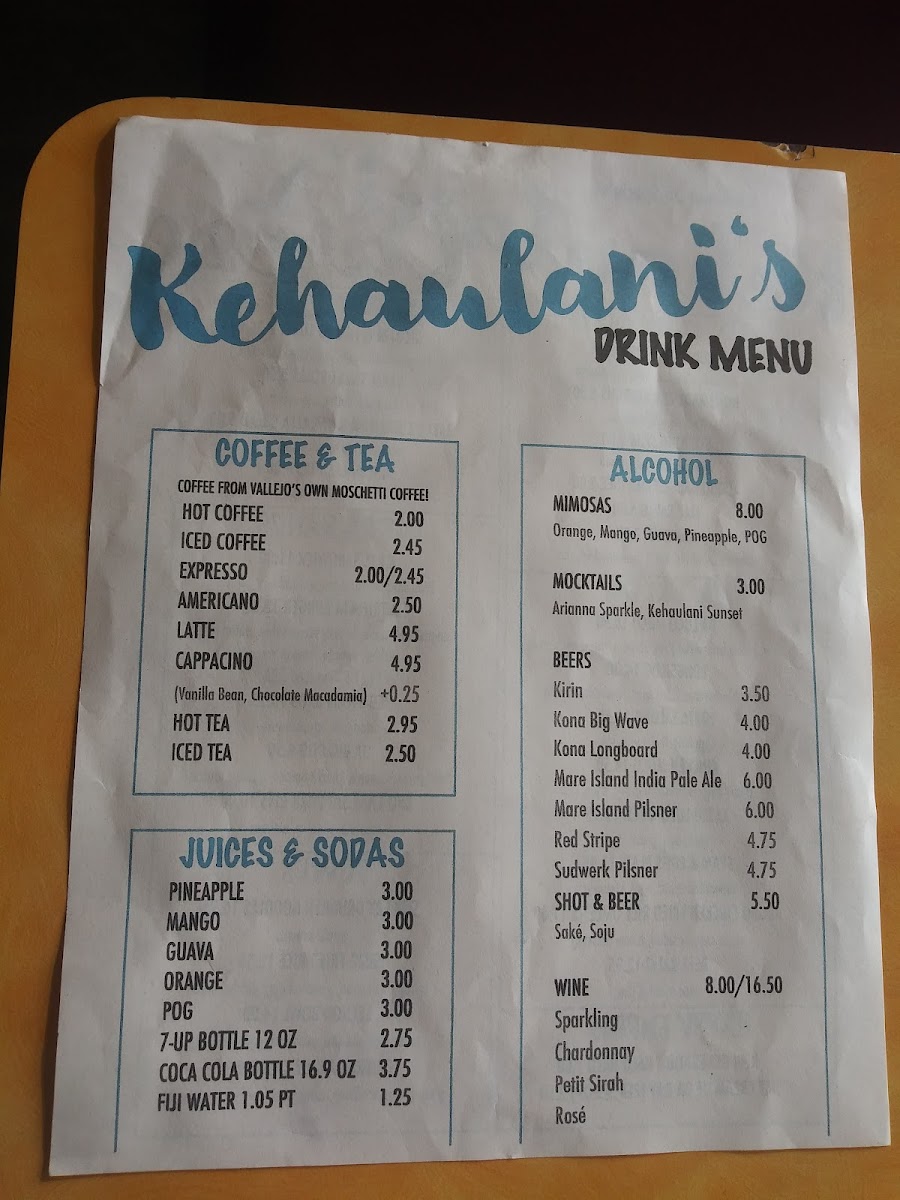 Kehaulani's
DRINK MENU
COFFEE & TEA
COFFEE FROM VALLEJO'S OWN MOSCHETTI COFFEE!
HOT COFFEE 2.00
ICED COFFEE 2.45
EXPRESSO 2.00/2.45
AMERICANO 2.50
LATTE 4.95
CAPPACINO 4.95
(Vanilla Bean, Chocolate Macadamia) +0.25
HOT TEA 2.95
ICED TEA 2.50
JUICES & SODAS
PINEAPPLE 3.00
MANGO 3.00
GUAVA 3.00
ORANGE 3.00
POG 3.00
7-UP BOTTLE 12 OZ 2.75
COCA COLA BOTTLE 16.9 OZ 3.75
FIJI WATER 1.05 PT 1.25
ALCOHOL
MIMOSAS 8.00
Orange, Mango, Guava, Pineapple, POG
MOCKTAILS 3.00
Arianna Sparkle, Kehaulani Sunset
BEERS
Kirin 3.50
Kona Big Wave 4.00
Kona Longboard 4.00
Mare Island India Pale Ale 6.00
Mare Island Pilsner 6.00
Red Stripe 4.75
Sudwerk Pilsner 4.75
SHOT & BEER 5.50
Saké, Soju
WINE 8.00/16.50
Sparkling
Chardonnay
Petit Sirah
Rosé